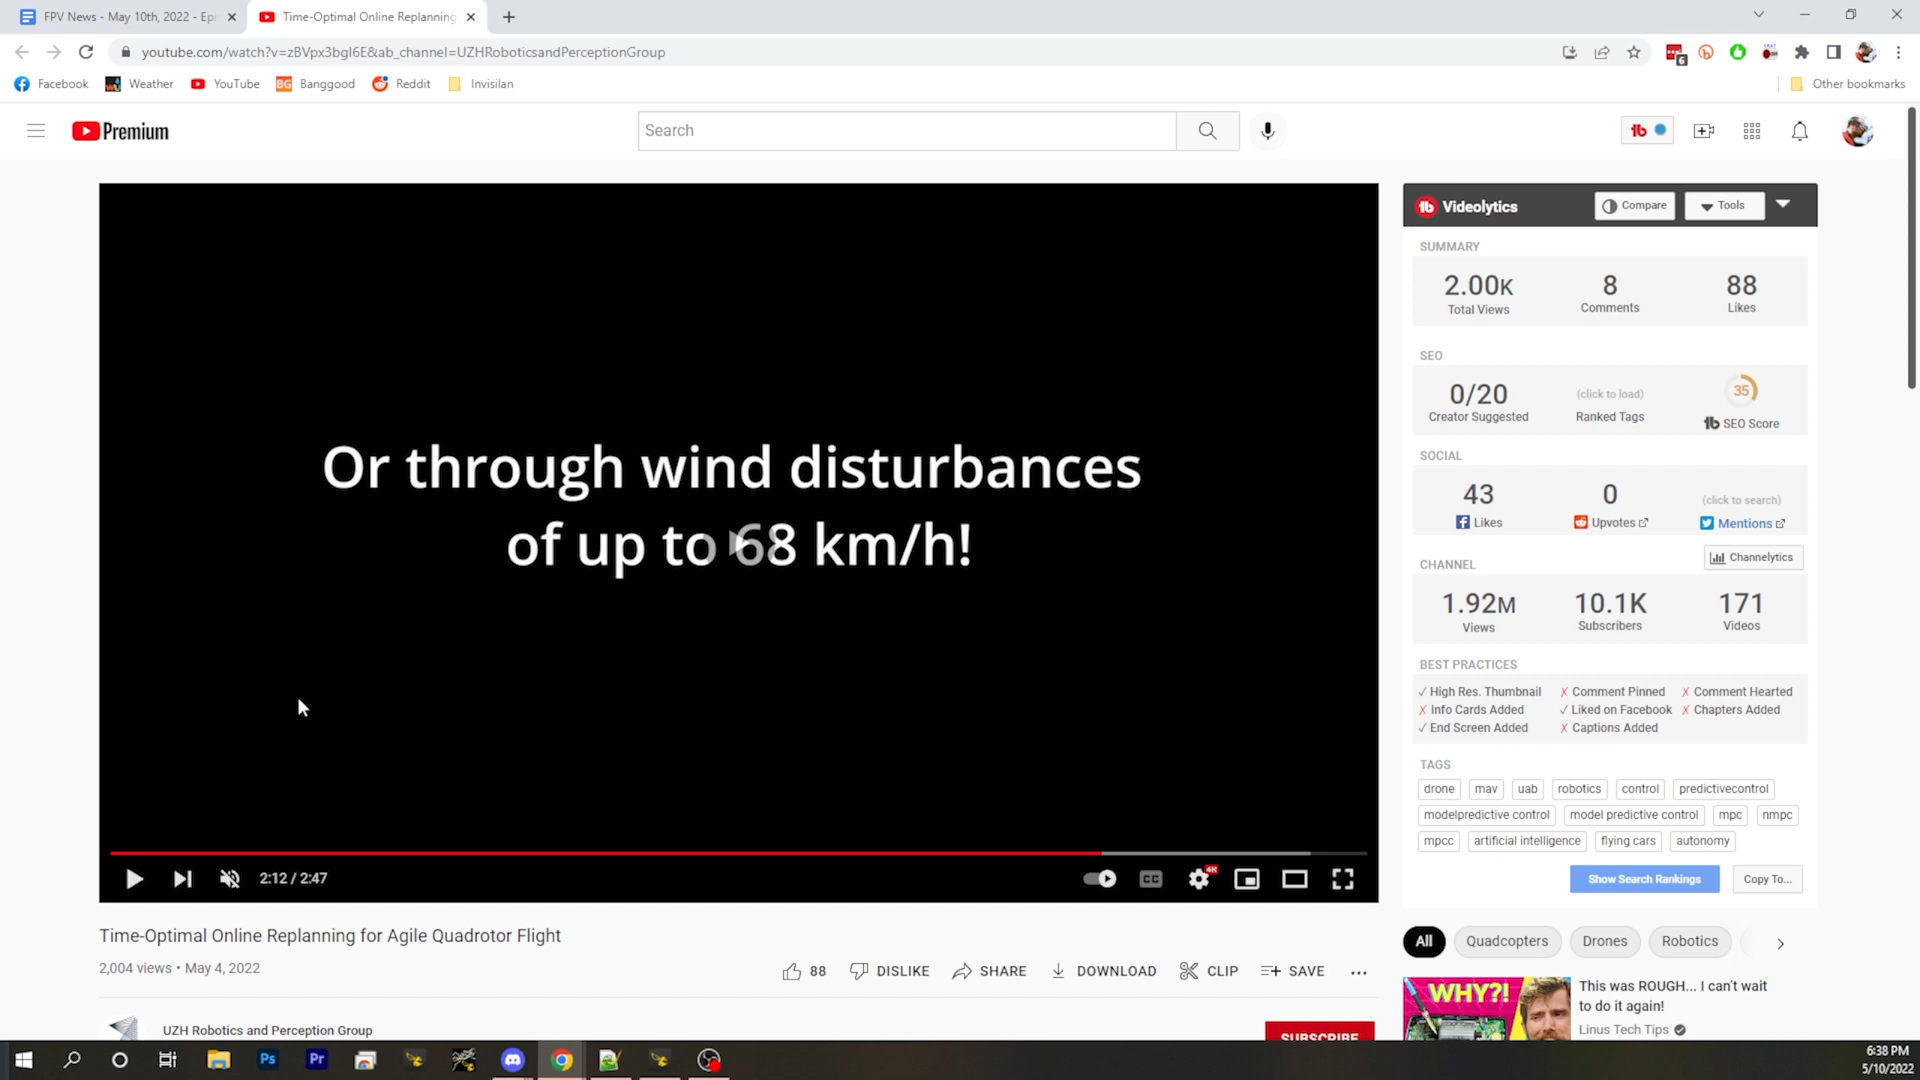 FPV News - May 10th, 2022 - Epi
Time-Optimal Online Replanning
youtube.com/watch?v=zBVpx3bgI6E&ab_channel=UZHRoboticsandPerceptionGroup
6
Facebook
Weather
YouTube
BG Banggood
Reddit
Invisilan
Other bookmarks
Premium
Search
Or through wind disturbances
of up to 68 km/h!
2:12 / 2:47
CC
Time-Optimal Online Replanning for Agile Quadrotor Flight
2,004 views • May 4, 2022
88
DISLIKE
SHARE
DOWNLOAD
CLIP
SAVE
UZH Robotics and Perception Group
SUBSCRIBE
Videolytics
Compare
Tools
SUMMARY
2.00K
8
88
Total Views
Comments
Likes
SEO
0/20
(click to load)
35
Creator Suggested
Ranked Tags
SEO Score
SOCIAL
43
0
(click to search)
Likes
Upvotes
Mentions
CHANNEL
Channelytics
1.92M
10.1K
171
Views
Subscribers
Videos
BEST PRACTICES
✓ High Res. Thumbnail
✗ Comment Pinned
✗ Comment Hearted
✗ Info Cards Added
✓ Liked on Facebook
✗ Chapters Added
✓ End Screen Added
✗ Captions Added
TAGS
drone
mav
uab
robotics
control
predictivecontrol
modelpredictive control
model predictive control
mpc
nmpc
mpcc
artificial intelligence
flying cars
autonomy
Show Search Rankings
Copy To...
All
Quadcopters
Drones
Robotics
WHY?!
This was ROUGH... I can't wait
to do it again!
Linus Tech Tips
Ps
Pr
6:38 PM
5/10/2022